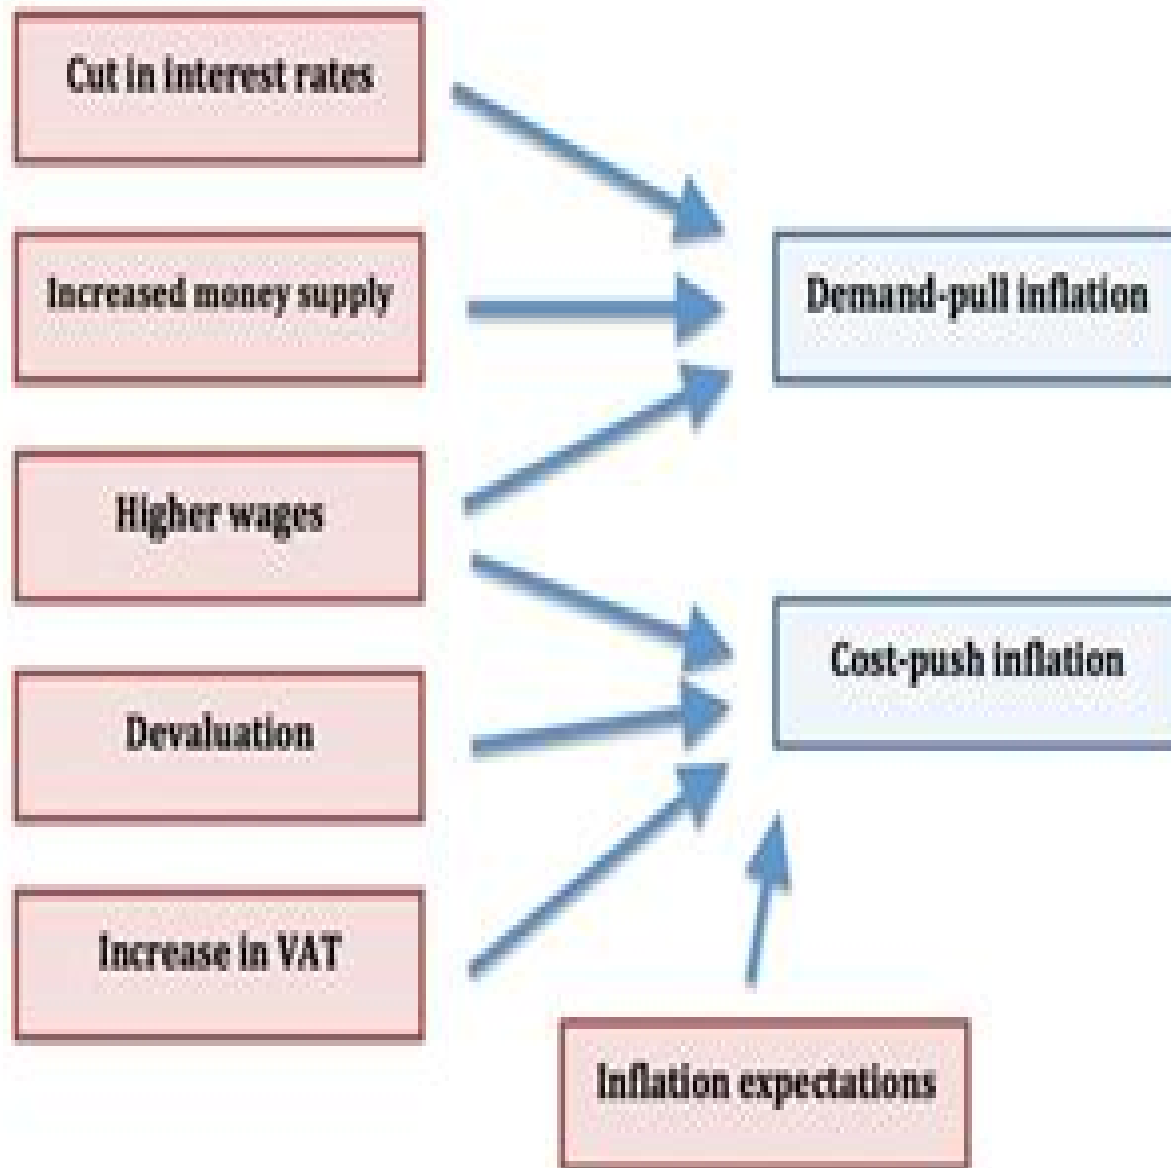 Cut in interest rates
Increased money supply
Demand-pull inflation
Higher wages
Cost-push inflation
Devaluation
Increase in VAT
Inflation expectations